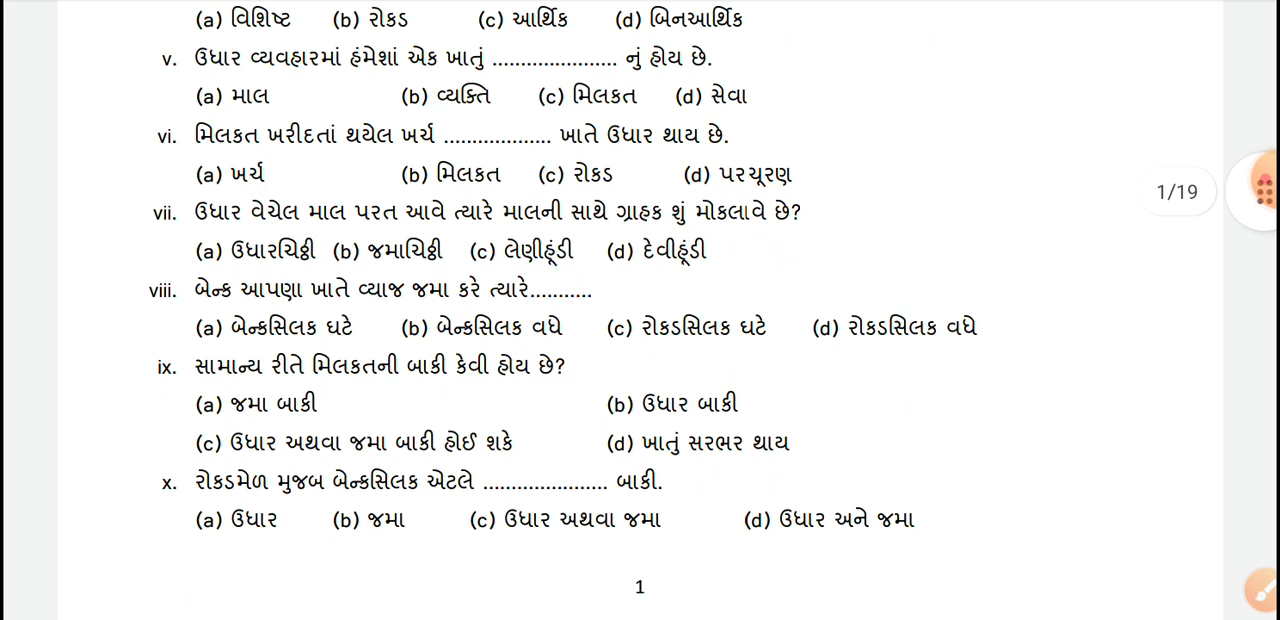 (a) વિશિષ્ટ (b) રોકડ (c) આર્થિક (d) બિનઆર્થિક
v. ઉધાર વ્યવહારમાં હંમેશાં એક ખાતું ...................... નું હોય છે.
(a) માલ (b) વ્યક્તિ (c) મિલકત (d) સેવા
vi. મિલકત ખરીદતાં થયેલ ખર્ચ ................... ખાતે ઉધાર થાય છે.
(a) ખર્ચ (b) મિલકત (c) રોકડ (d) પરચૂરણ
1/19
vii. ઉધાર વેચેલ માલ પરત આવે ત્યારે માલની સાથે ગ્રાહક શું મોકલાવે છે?
(a) ઉધારચિઠ્ઠી (b) જમાચિઠ્ઠી (c) લેણીહૂંડી (d) દેવીહૂંડી
viii. બેન્ક આપણા ખાતે વ્યાજ જમા કરે ત્યારે...........
(a) બેન્કસિલક ઘટે (b) બેન્કસિલક વધે (c) રોકડસિલક ઘટે (d) રોકડસિલક વધે
ix. સામાન્ય રીતે મિલકતની બાકી કેવી હોય છે?
(a) જમા બાકી (b) ઉધાર બાકી
(c) ઉધાર અથવા જમા બાકી હોઈ શકે (d) ખાતું સરભર થાય
x. રોકડમેળ મુજબ બેન્કસિલક એટલે ...................... બાકી.
(a) ઉધાર (b) જમા (c) ઉધાર અથવા જમા (d) ઉધાર અને જમા
1